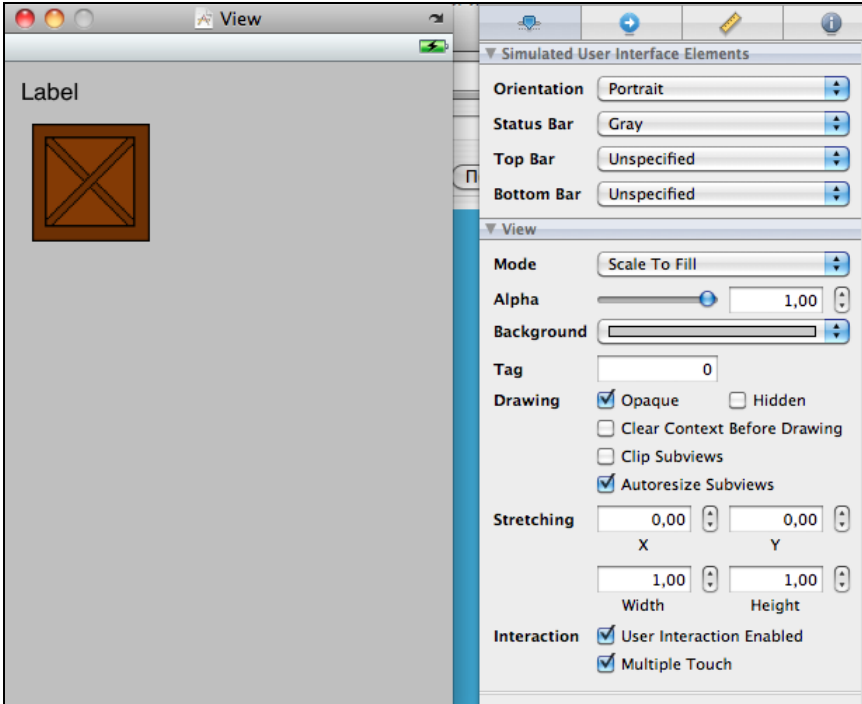 View
Label
П
Simulated User Interface Elements
Orientation Portrait
Status Bar Gray
Top Bar Unspecified
Bottom Bar Unspecified
View
Mode Scale To Fill
Alpha 1,00
Background
Tag 0
Drawing Opaque Hidden
Clear Context Before Drawing
Clip Subviews
Autoresize Subviews
Stretching 0,00 0,00
X Y
1,00 1,00
Width Height
Interaction User Interaction Enabled
Multiple Touch